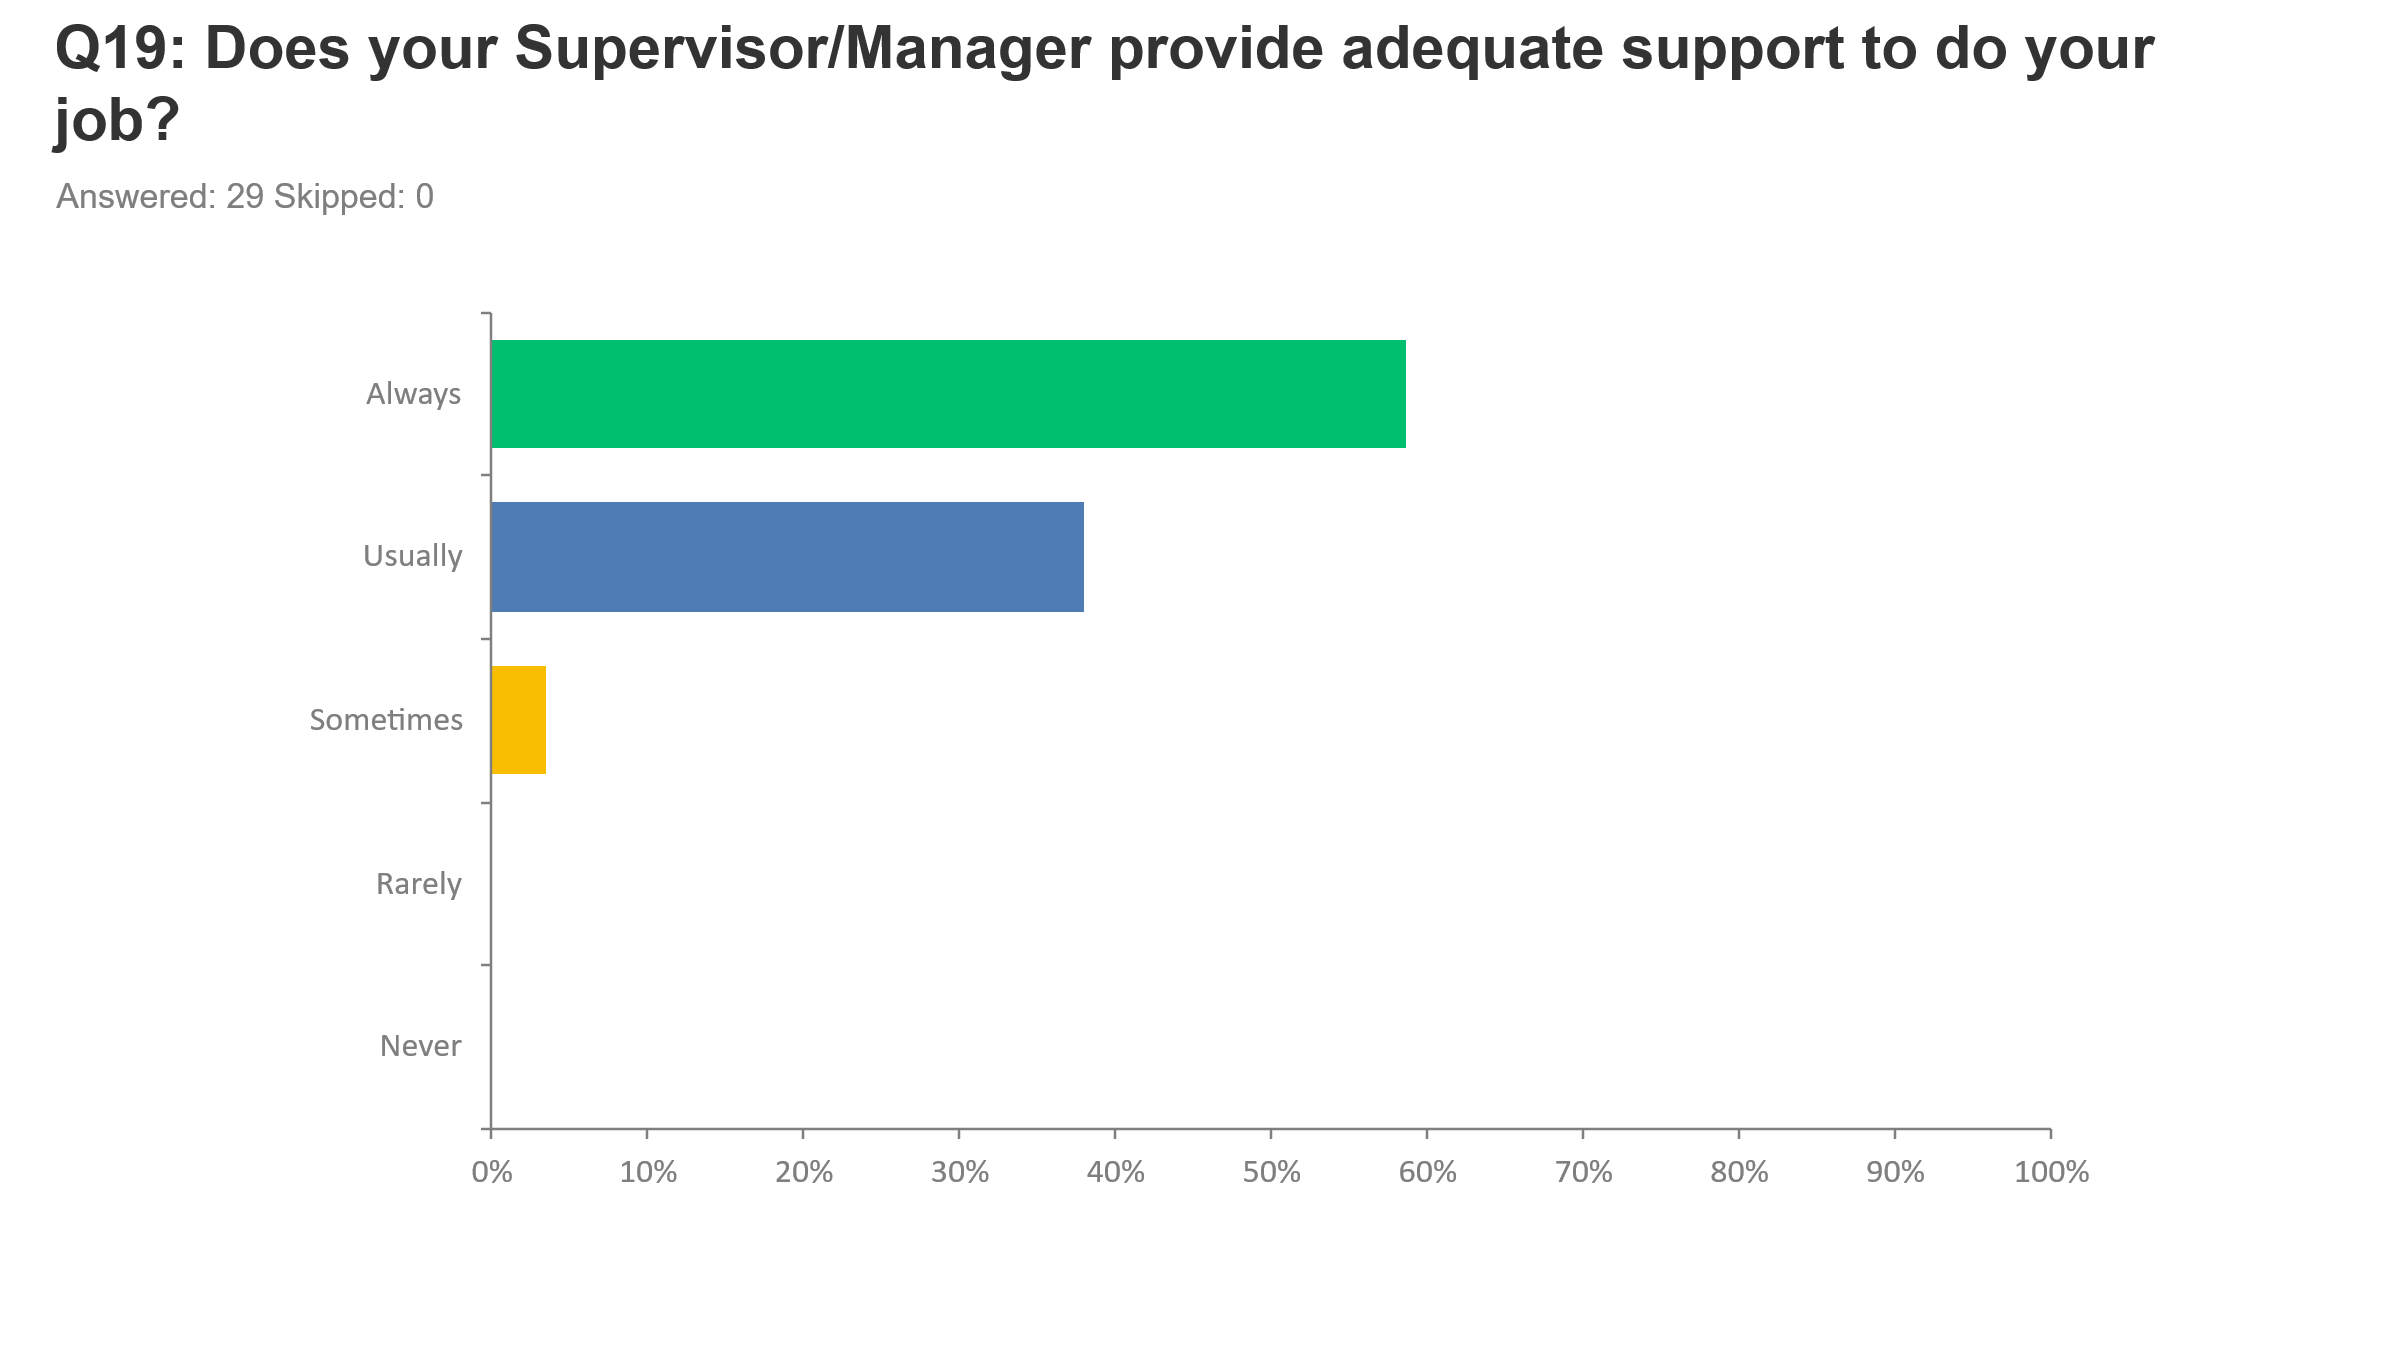 Q19: Does your Supervisor/Manager provide adequate support to do your
job?
Answered: 29 Skipped: 0
Always
Usually
Sometimes
Rarely
Never
0% 10% 20% 30% 40% 50% 60% 70% 80% 90% 100%